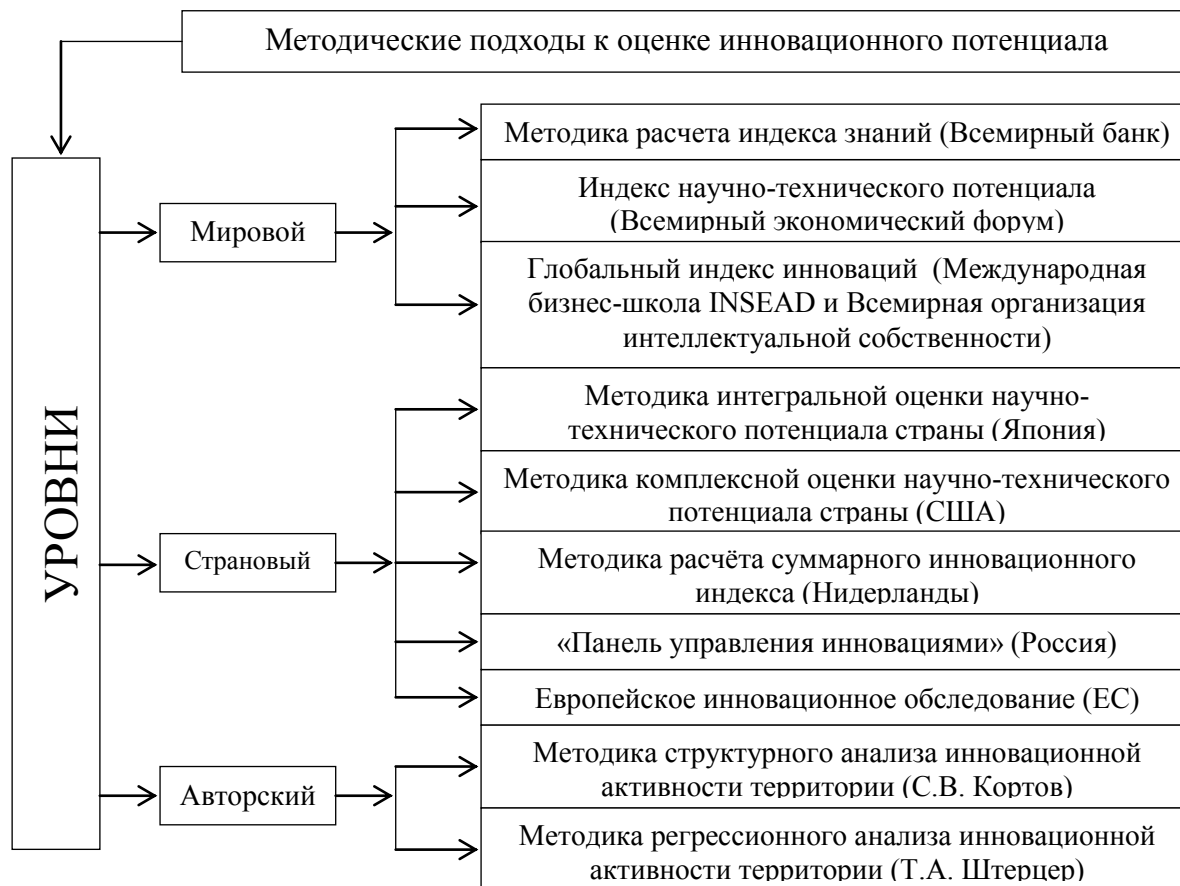 Методические подходы к оценке инновационного потенциала
УРОВНИ
Мировой
Методика расчета индекса знаний (Всемирный банк)
Индекс научно-технического потенциала
(Всемирный экономический форум)
Глобальный индекс инноваций (Международная
бизнес-школа INSEAD и Всемирная организация
интеллектуальной собственности)
Страновый
Методика интегральной оценки научно-
технического потенциала страны (Япония)
Методика комплексной оценки научно-технического
потенциала страны (США)
Методика расчёта суммарного инновационного
индекса (Нидерланды)
«Панель управления инновациями» (Россия)
Европейское инновационное обследование (ЕС)
Авторский
Методика структурного анализа инновационной
активности территории (С.В. Кортов)
Методика регрессионного анализа инновационной
активности территории (Т.А. Штерцер)